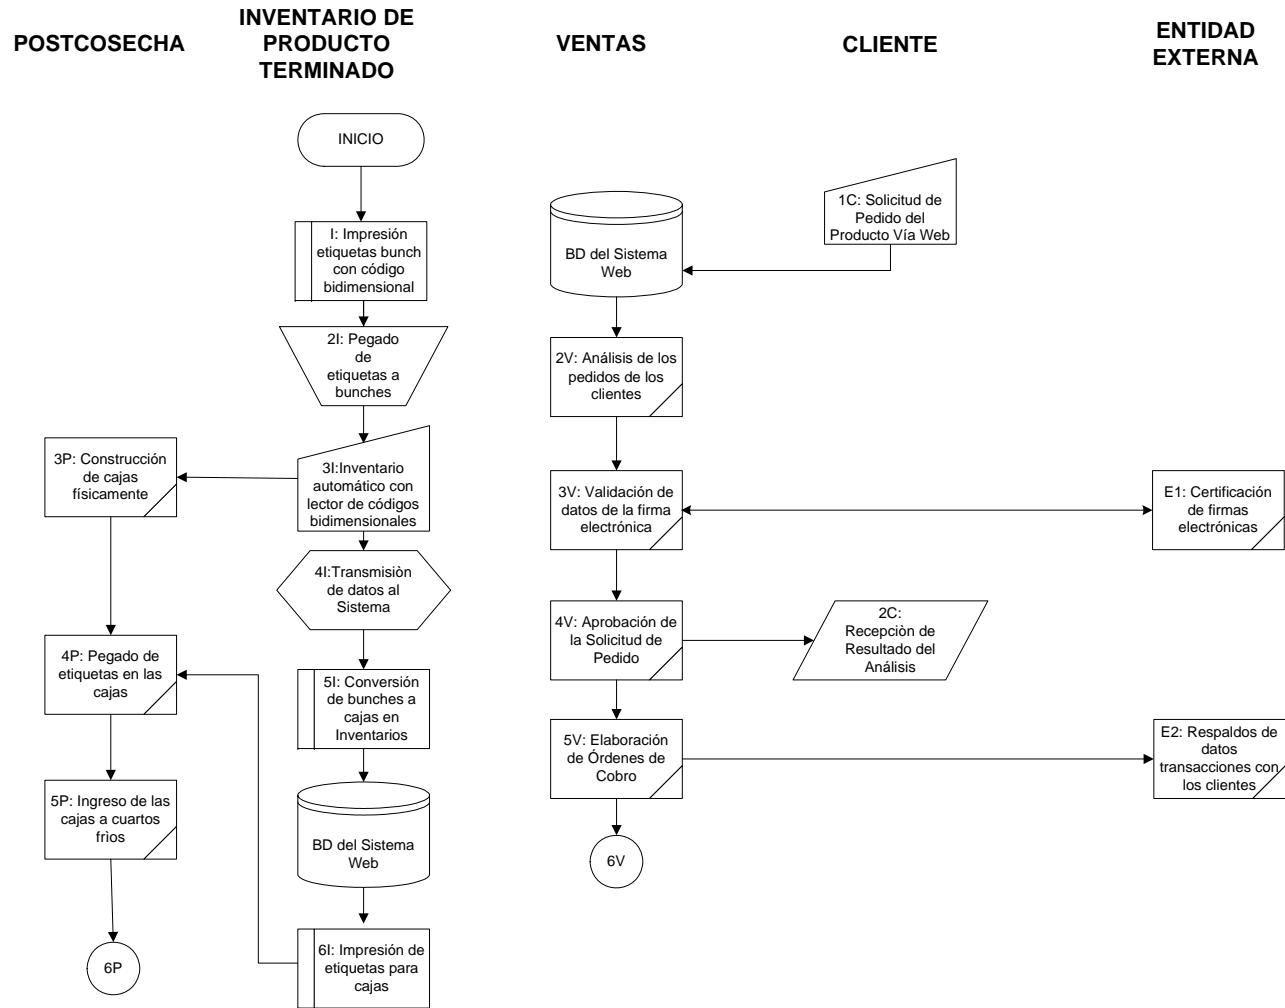 POSTCOSECHA
INVENTARIO DE
PRODUCTO
TERMINADO
VENTAS
CLIENTE
ENTIDAD
EXTERNA
INICIO
I: Impresión
etiquetas bunch
con código
bidimensional
2I: Pegado
de
etiquetas a
bunches
3I:Inventario
automático con
lector de códigos
bidimensionales
4I:Transmisiòn
de datos al
Sistema
5I: Conversión
de bunches a
cajas en
Inventarios
BD del Sistema
Web
6I: Impresión de
etiquetas para
cajas
3P: Construcción
de cajas
físicamente
4P: Pegado de
etiquetas en las
cajas
5P: Ingreso de las
cajas a cuartos
frìos
6P
1C: Solicitud de
Pedido del
Producto Vía Web
BD del Sistema
Web
2V: Análisis de los
pedidos de los
clientes
3V: Validación de
datos de la firma
electrónica
E1: Certificación
de firmas
electrónicas
4V: Aprobación de
la Solicitud de
Pedido
2C:
Recepciòn de
Resultado del
Análisis
5V: Elaboración
de Órdenes de
Cobro
E2: Respaldos de
datos
transacciones con
los clientes
6V